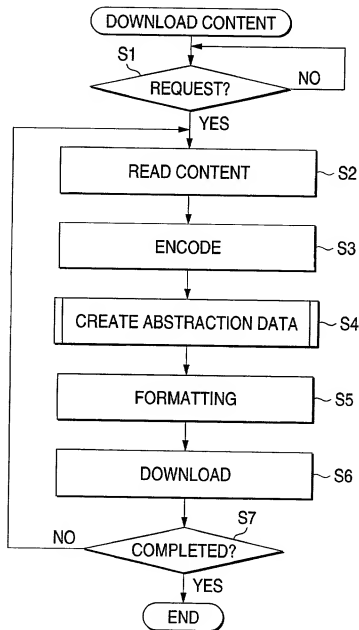 DOWNLOAD CONTENT
S1
REQUEST?
NO
YES
READ CONTENT
S2
ENCODE
S3
CREATE ABSTRACTION DATA
S4
FORMATTING
S5
DOWNLOAD
S6
S7
NO
COMPLETED?
YES
END